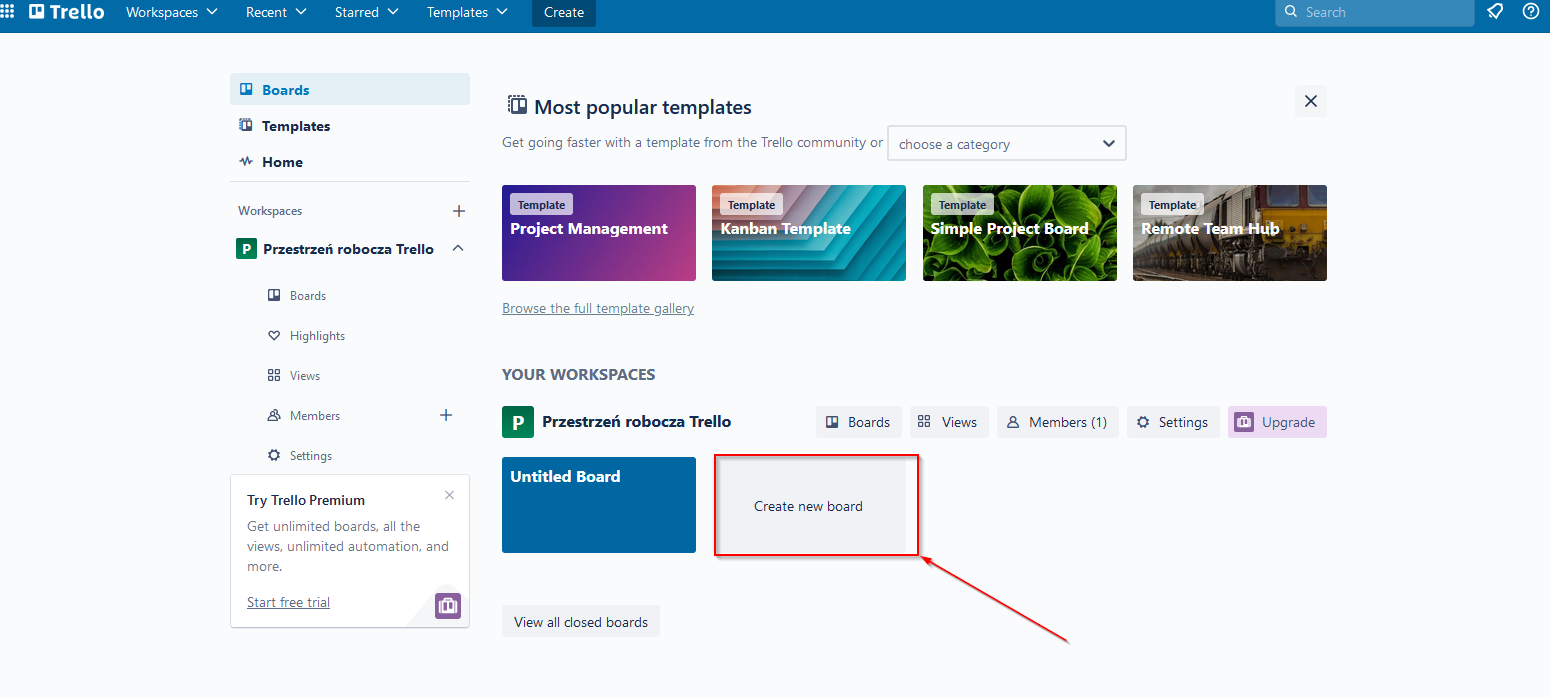 Trello Workspaces Recent Starred Templates Create Search
Boards
Templates
Home
Workspaces
P Przestrzeń robocza Trello
Boards
Highlights
Views
Members
Settings
Try Trello Premium
Get unlimited boards, all the
views, unlimited automation, and
more.
Start free trial
Most popular templates
Get going faster with a template from the Trello community or choose a category
Template
Project Management
Template
Kanban Template
Template
Simple Project Board
Template
Remote Team Hub
Browse the full template gallery
YOUR WORKSPACES
P Przestrzeń robocza Trello Boards Views Members (1) Settings Upgrade
Untitled Board
Create new board
View all closed boards